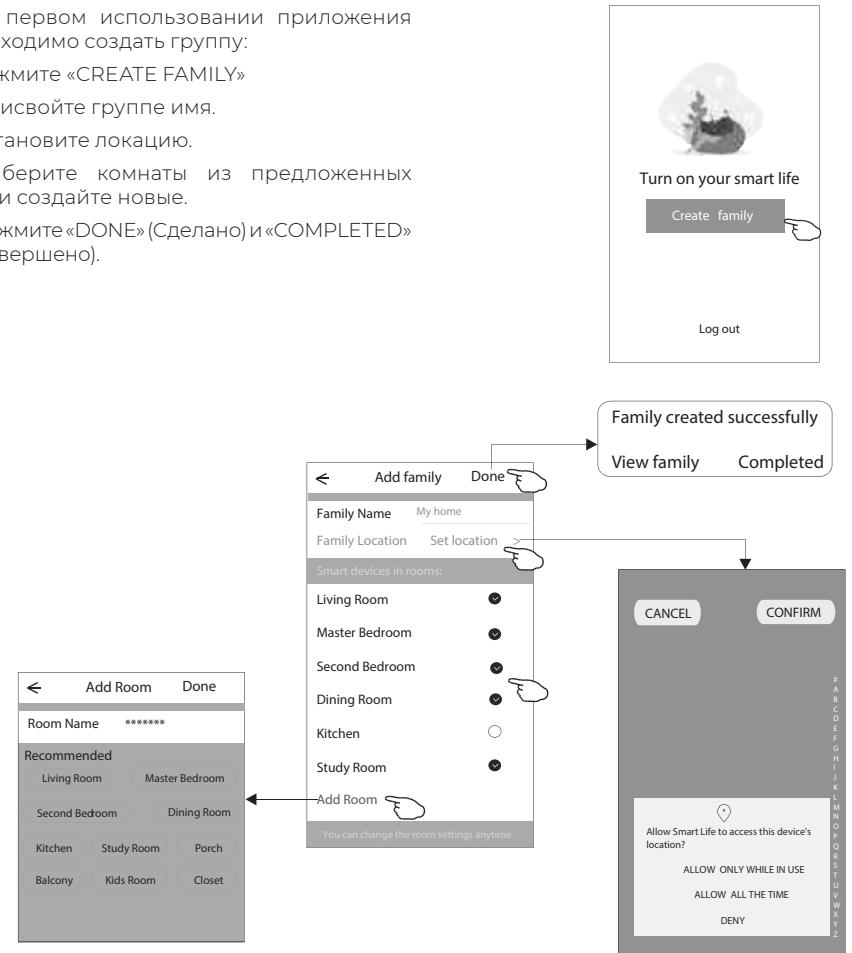 первом использовании приложения
ходимо создать группу:
жмите «CREATE FAMILY»
исвойте группе имя.
тановите локацию.
берите комнаты из предложенных
и создайте новые.
жмите «DONE» (Сделано) и «COMPLETED»
вершено).
Turn on your smart life
Create family
Log out
Family created successfully
View family Completed
← Add family Done
Family Name My home
Family Location Set location >
Smart devices in rooms:
Living Room
Master Bedroom
Second Bedroom
Dining Room
Kitchen
Study Room
Add Room
You can change the room settings anytime
← Add Room Done
Room Name *******
Recommended
Living Room Master Bedroom
Second Bedroom Dining Room
Kitchen Study Room Porch
Balcony Kids Room Closet
CANCEL CONFIRM
#
A
B
C
D
E
F
G
H
I
J
K
L
M
N
O
P
Q
R
S
T
U
V
W
X
Y
Z
Allow Smart Life to access this device's
location?
ALLOW ONLY WHILE IN USE
ALLOW ALL THE TIME
DENY